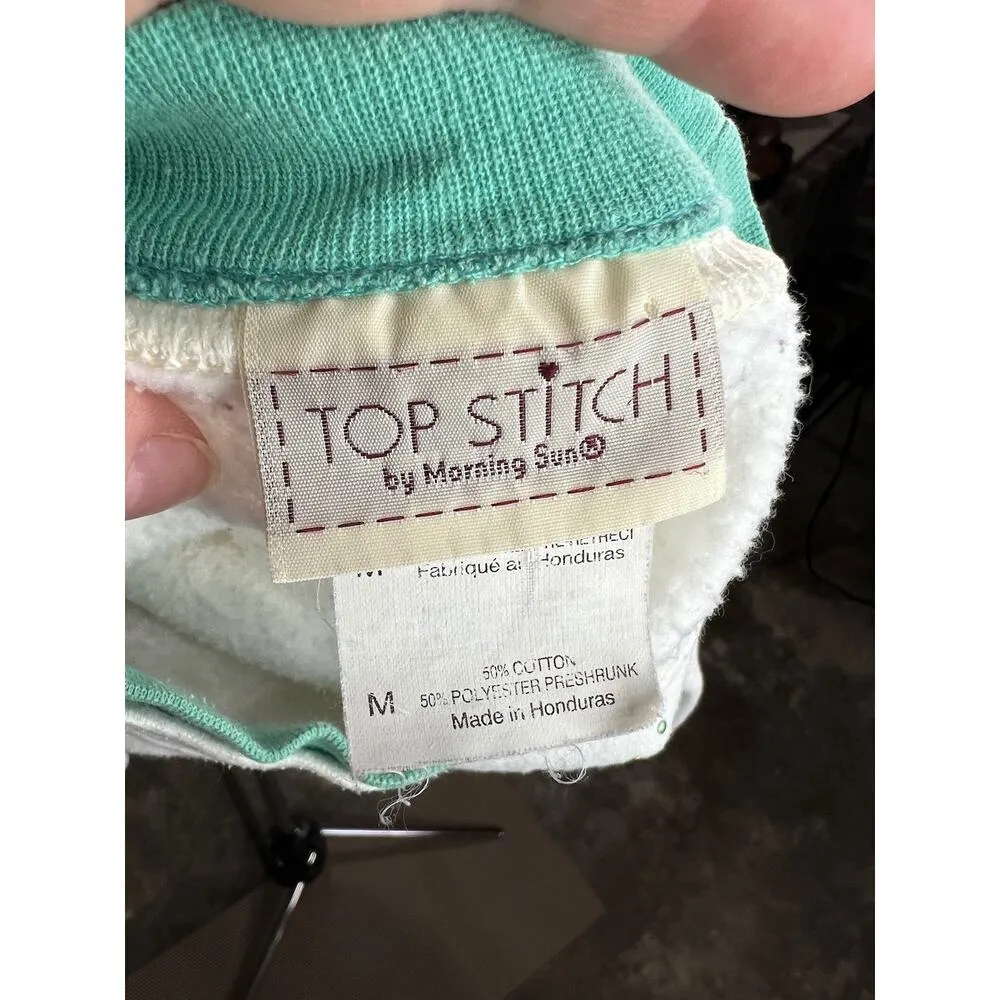 TOP STITCH
by Morning Sun®
Fabriqué au Honduras
50% COTTON
M 50% POLYESTER PRESHRUNK
Made in Honduras